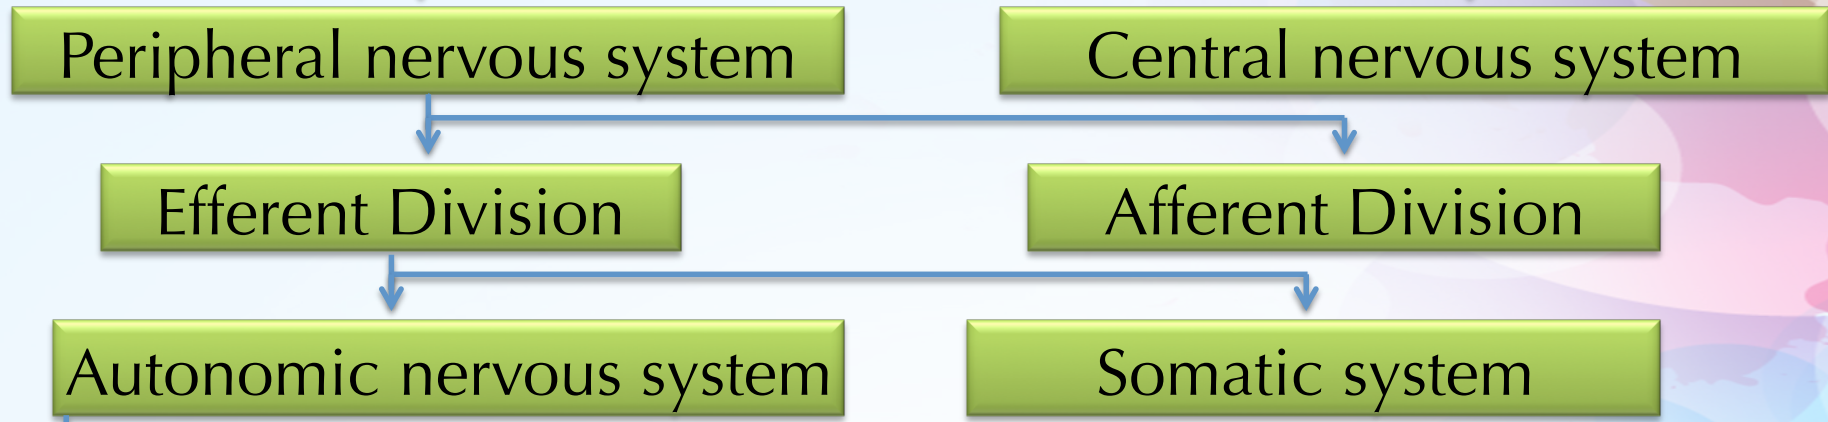 Peripheral nervous system
Central nervous system
Efferent Division
Afferent Division
Autonomic nervous system
Somatic system